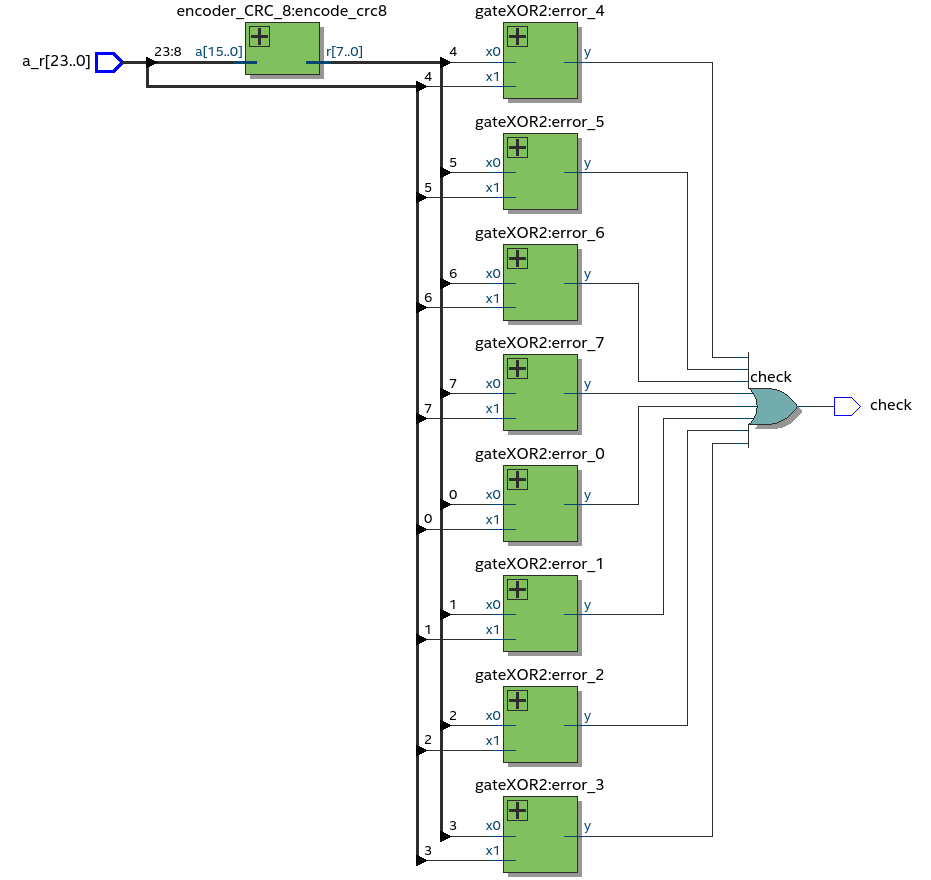 encoder_CRC_8:encode_crc8
a_r[23..0]
23:8
a[15..0]
r[7..0]
gateXOR2:error_4
4
x0
y
4
x1
gateXOR2:error_5
5
x0
y
5
x1
gateXOR2:error_6
6
x0
y
6
x1
gateXOR2:error_7
7
x0
y
7
x1
check
check
gateXOR2:error_0
0
x0
y
0
x1
gateXOR2:error_1
1
x0
y
1
x1
gateXOR2:error_2
2
x0
y
2
x1
gateXOR2:error_3
3
x0
y
3
x1